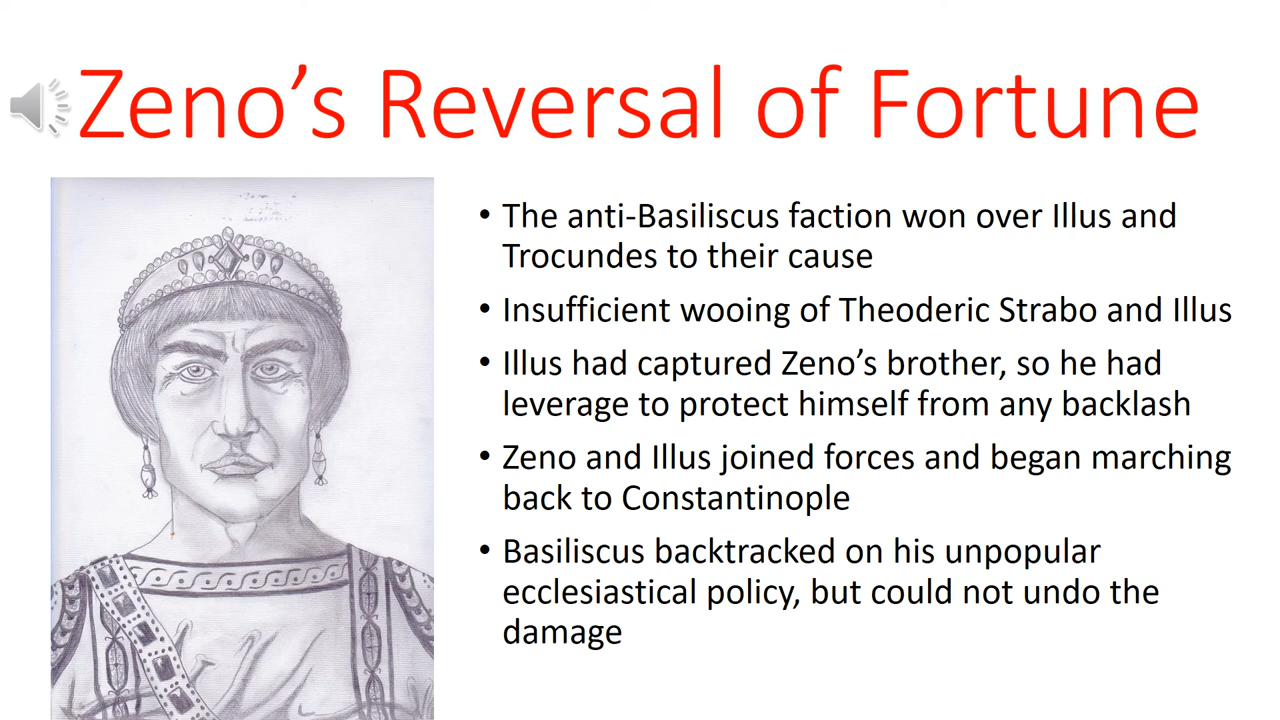 Zeno’s Reversal of Fortune
• The anti-Basiliscus faction won over Illus and
Trocundes to their cause
• Insufficient wooing of Theoderic Strabo and Illus
• Illus had captured Zeno’s brother, so he had
leverage to protect himself from any backlash
• Zeno and Illus joined forces and began marching
back to Constantinople
• Basiliscus backtracked on his unpopular
ecclesiastical policy, but could not undo the
damage